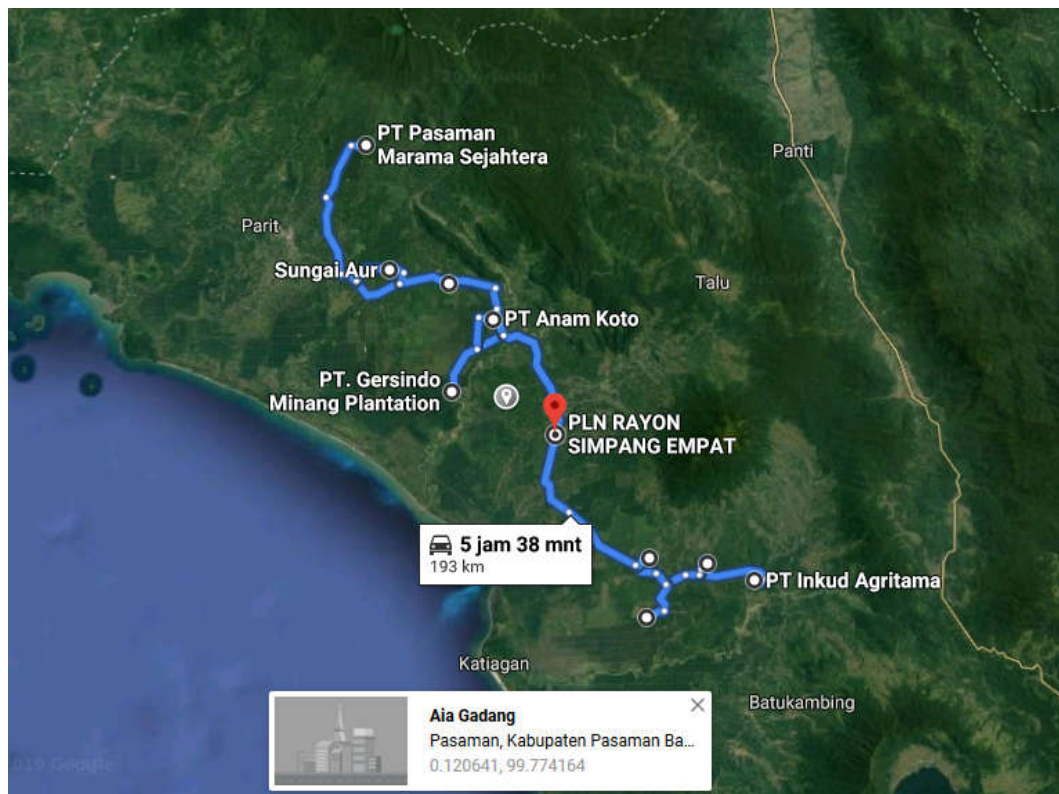 PT Pasaman
Marama Sejahtera
Panti
Parit
Sungai Aur
Talu
PT Anam Koto
PT. Gersindo
Minang Plantation
PLN RAYON
SIMPANG EMPAT
5 jam 38 mnt
193 km
PT Inkud Agritama
Katiagan
Batukambing
Aia Gadang
Pasaman, Kabupaten Pasaman Ba...
0.120641, 99.774164
Google